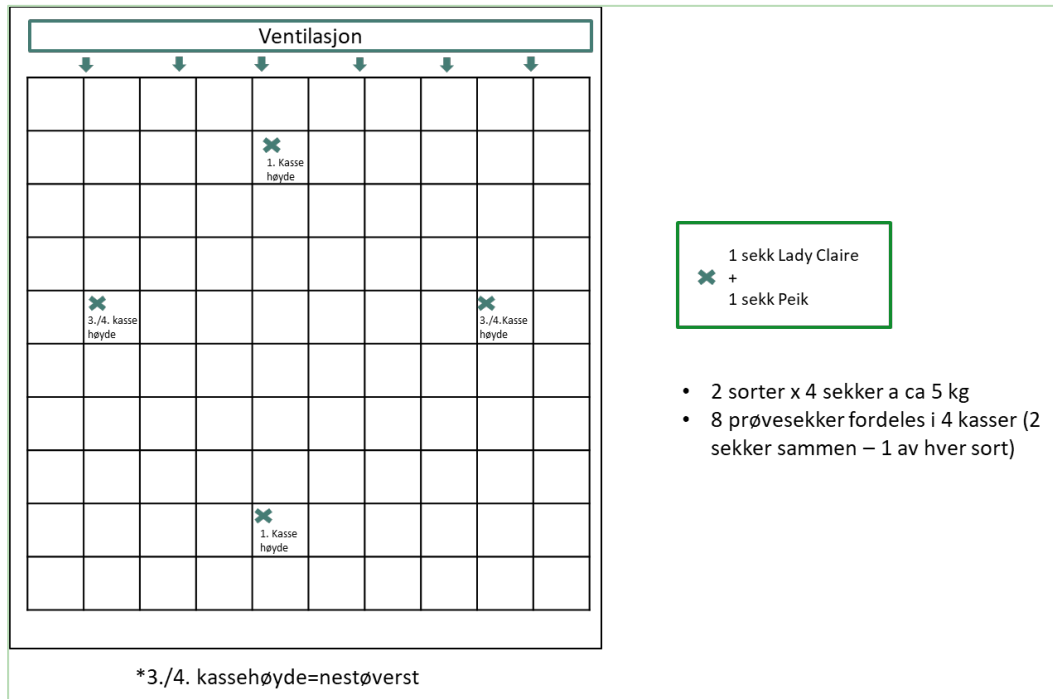 Ventilasjon
1. Kasse
høyde
3./4. kasse
høyde
3./4.Kasse
høyde
1. Kasse
høyde
1 sekk Lady Claire
+
1 sekk Peik
• 2 sorter x 4 sekker a ca 5 kg
• 8 prøvesekker fordeles i 4 kasser (2
sekker sammen – 1 av hver sort)
*3./4. kassehøyde=nestøverst